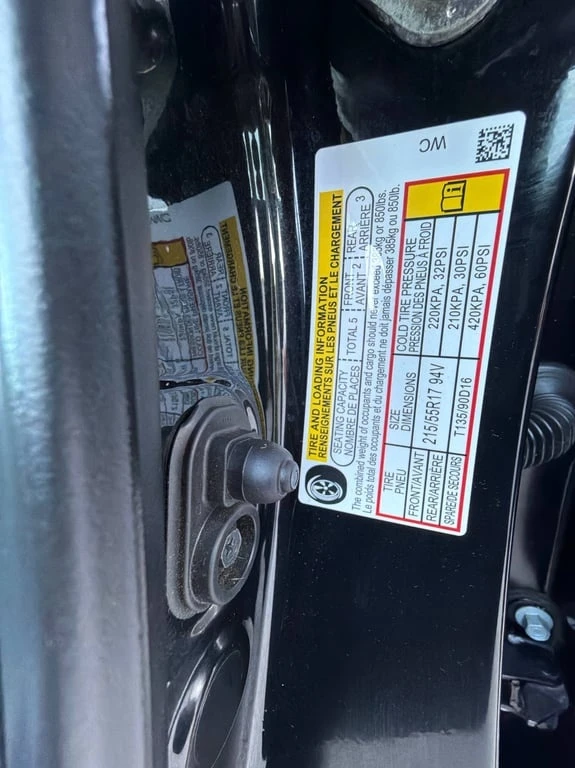 WC
TIRE AND LOADING INFORMATION
RENSEIGNEMENTS SUR LES PNEUS ET LE CHARGEMENT
SEATING CAPACITY
NOMBRE DE PLACES
TOTAL 5
FRONT
AVANT 2
REAR
ARRIÈRE 3
The combined weight of occupants and cargo should never exceed kg or 850lbs.
Le poids total des occupants et du chargement ne doit jamais dépasser 385kg ou 850lb.
TIRE
PNEU
SIZE
DIMENSIONS
COLD TIRE PRESSURE
PRESSION DES PNEUS À FROID
FRONT/AVANT
215/55R17 94V
220KPA, 32PSI
REAR/ARRIÈRE
210KPA, 30PSI
SPARE/DE SECOURS
T135/90D16
420KPA, 60PSI